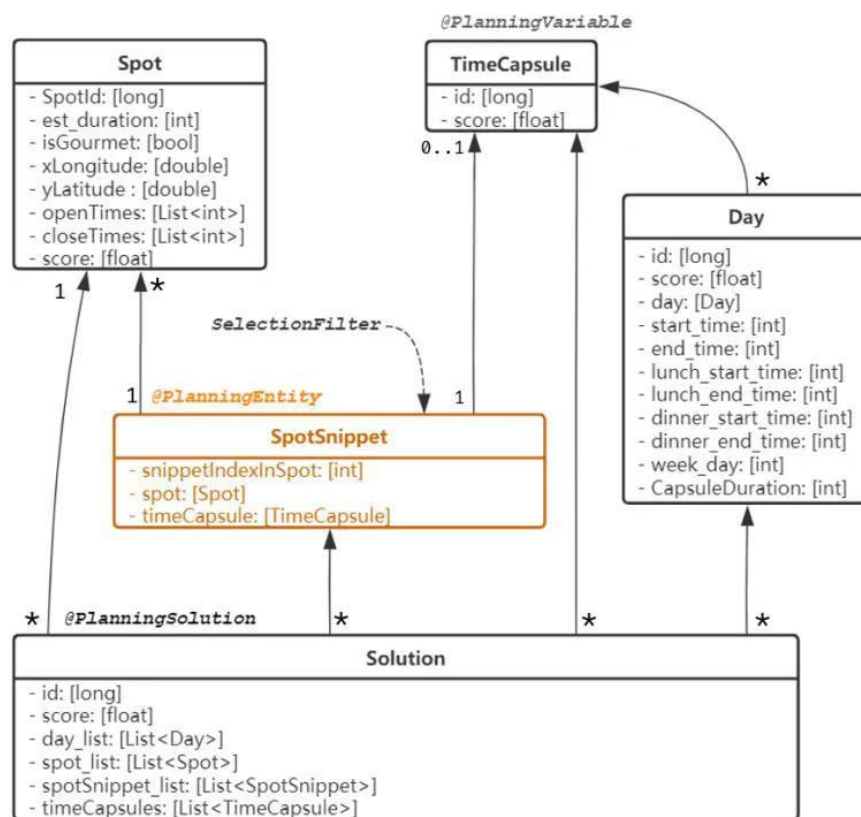 @PlanningVariable
Spot
- SpotId: [long]
- est_duration: [int]
- isGourmet: [bool]
- xLongitude: [double]
- yLatitude : [double]
- openTimes: [List<int>]
- closeTimes: [List<int>]
- score: [float]
TimeCapsule
- id: [long]
- score: [float]
0..1
*
Day
- id: [long]
- score: [float]
- day: [Day]
- start_time: [int]
- end_time: [int]
- lunch_start_time: [int]
- lunch_end_time: [int]
- dinner_start_time: [int]
- dinner_end_time: [int]
- week_day: [int]
- CapsuleDuration: [int]
1
*
SelectionFilter
1
@PlanningEntity
1
SpotSnippet
- snippetIndexInSpot: [int]
- spot: [Spot]
- timeCapsule: [TimeCapsule]
*
@PlanningSolution
*
*
*
Solution
- id: [long]
- score: [float]
- day_list: [List<Day>]
- spot_list: [List<Spot>]
- spotSnippet_list: [List<SpotSnippet>]
- timeCapsules: [List<TimeCapsule>]